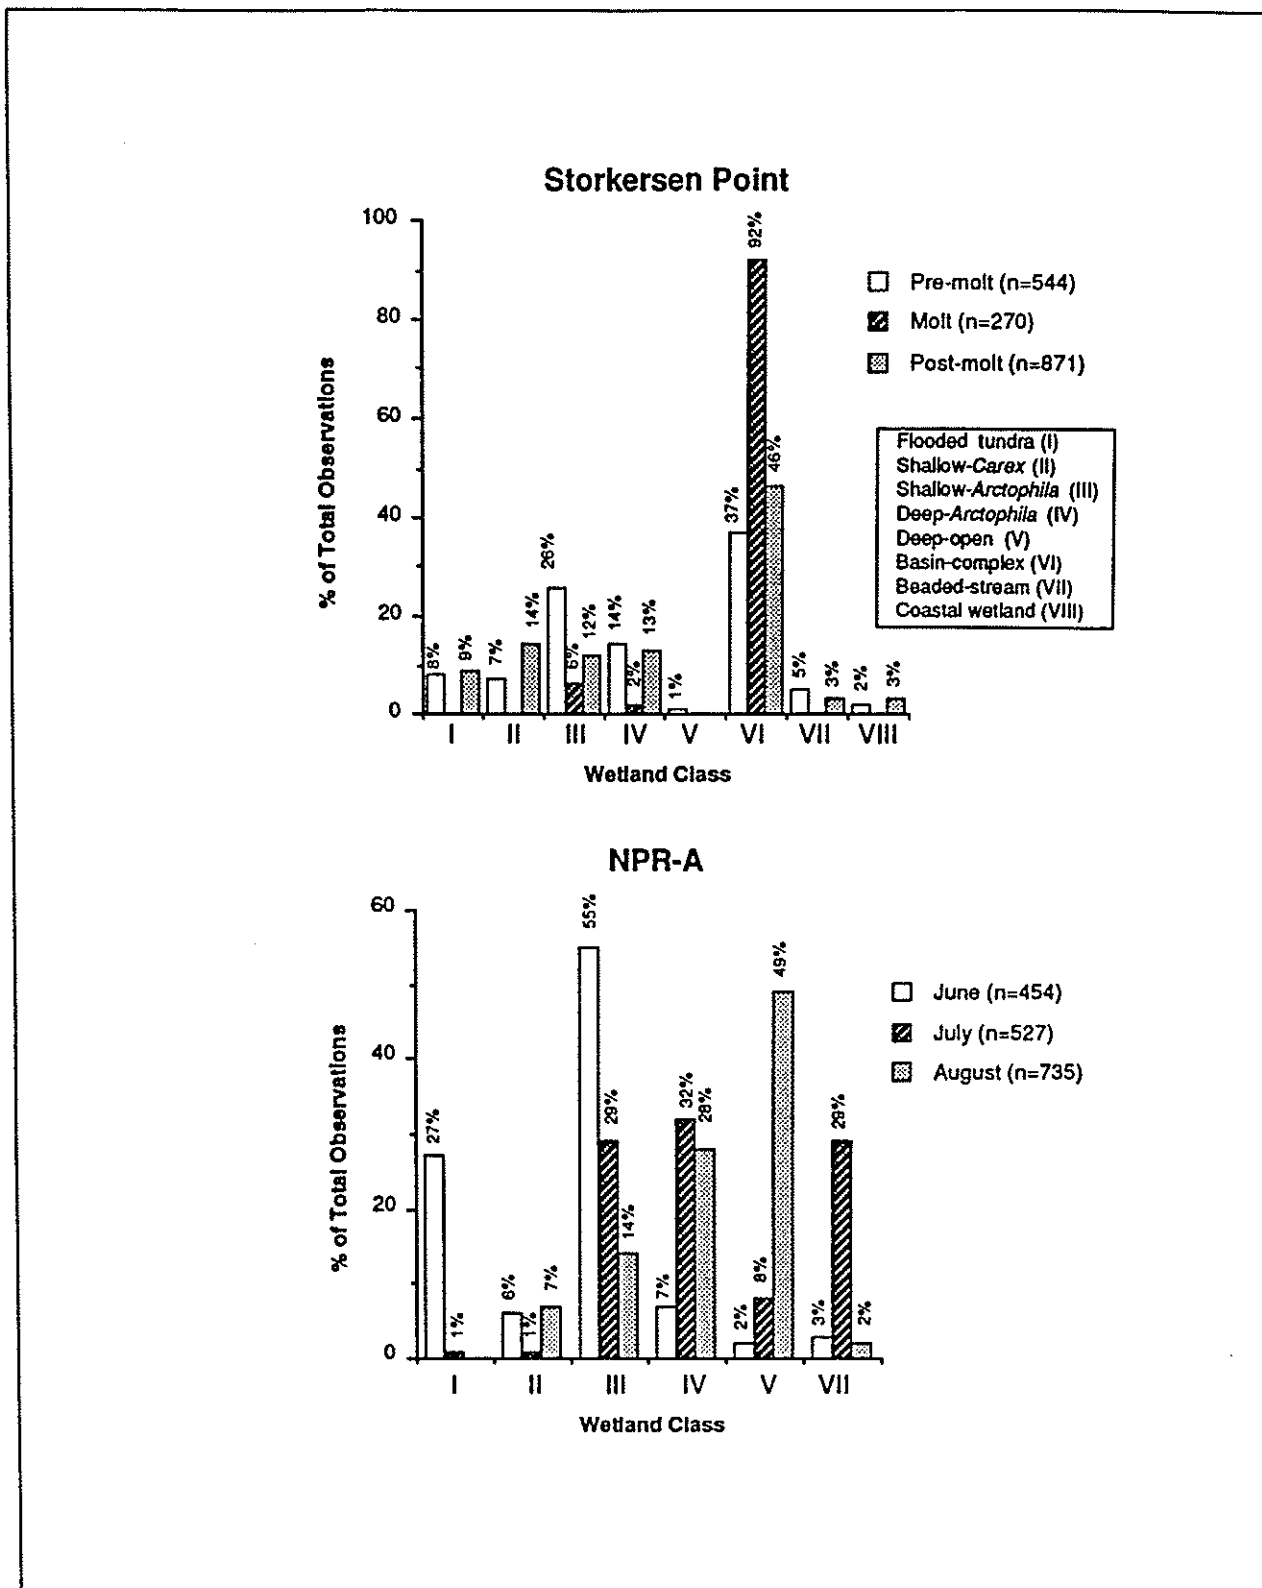 Storkersen Point
100
80
60
40
20
0
% of Total Observations
8%
9%
7%
14%
26%
6%
12%
14%
2%
13%
1%
37%
92%
46%
5%
3%
2%
3%
I II III IV V VI VII VIII
Wetland Class
Pre-molt (n=544)
Molt (n=270)
Post-molt (n=871)
Flooded tundra (I)
Shallow-Carex (II)
Shallow-Arctophila (III)
Deep-Arctophila (IV)
Deep-open (V)
Basin-complex (VI)
Beaded-stream (VII)
Coastal wetland (VIII)
NPR-A
60
40
20
0
% of Total Observations
27%
1%
6%
1%
7%
55%
29%
14%
7%
32%
28%
2%
8%
49%
3%
29%
2%
I II III IV V VII
Wetland Class
June (n=454)
July (n=527)
August (n=735)